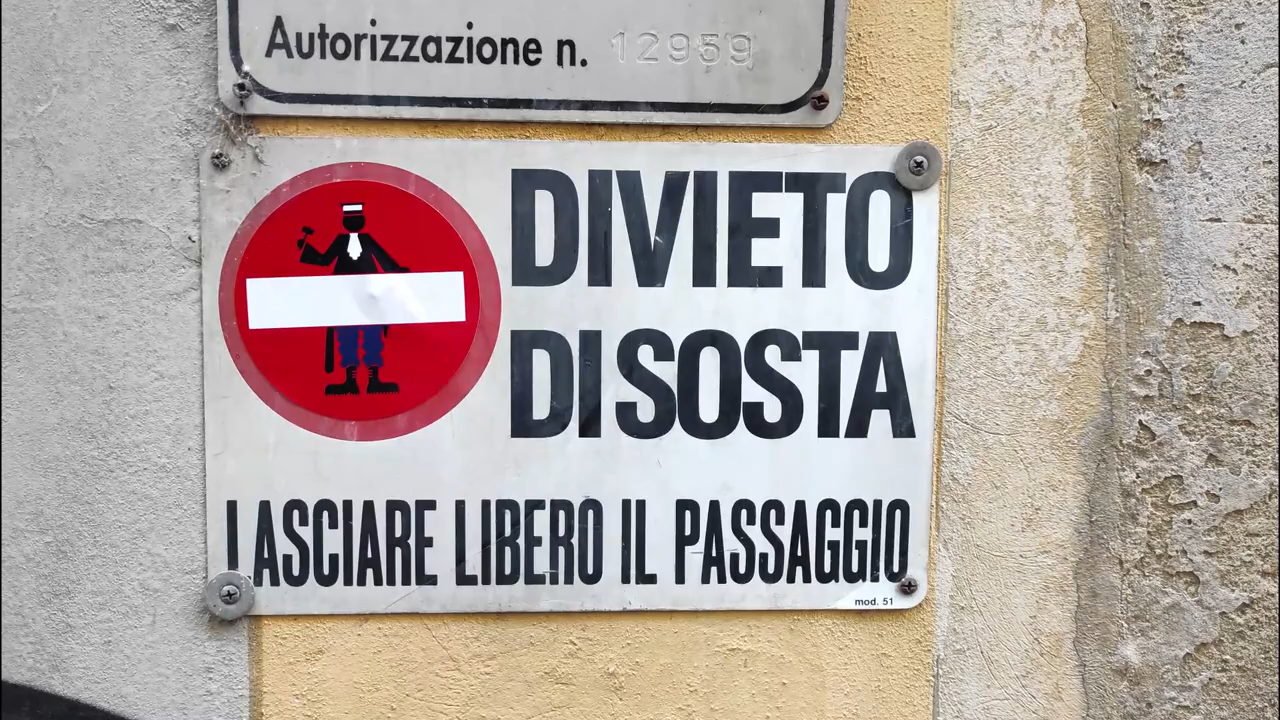 Autorizzazione n. 12959
DIVIETO
DI SOSTA
LASCIARE LIBERO IL PASSAGGIO
mod. 51